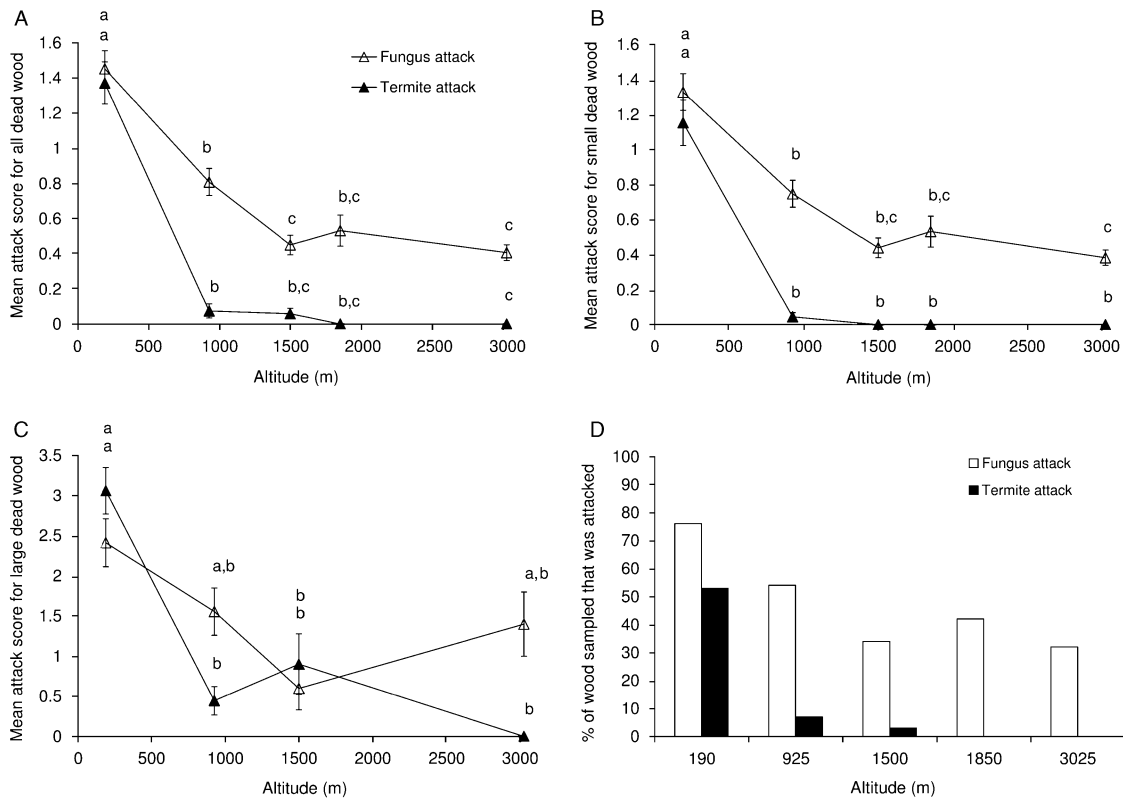 A
a
a
Mean attack score for all dead wood
1.6
1.4
1.2
1
0.8
0.6
0.4
0.2
0
Fungus attack
Termite attack
b
c
b,c
c
b
b,c
b,c
c
0 500 1000 1500 2000 2500 3000
Altitude (m)
B
a
a
Mean attack score for small dead wood
1.6
1.4
1.2
1
0.8
0.6
0.4
0.2
0
b
b,c
b,c
c
b
b
b
b
0 500 1000 1500 2000 2500 3000
Altitude (m)
C
a
a
Mean attack score for large dead wood
3.5
3
2.5
2
1.5
1
0.5
0
a,b
b
b
a,b
b
b
0 500 1000 1500 2000 2500 3000
Altitude (m)
D
% of wood sampled that was attacked
100
90
80
70
60
50
40
30
20
10
0
Fungus attack
Termite attack
190 925 1500 1850 3025
Altitude (m)